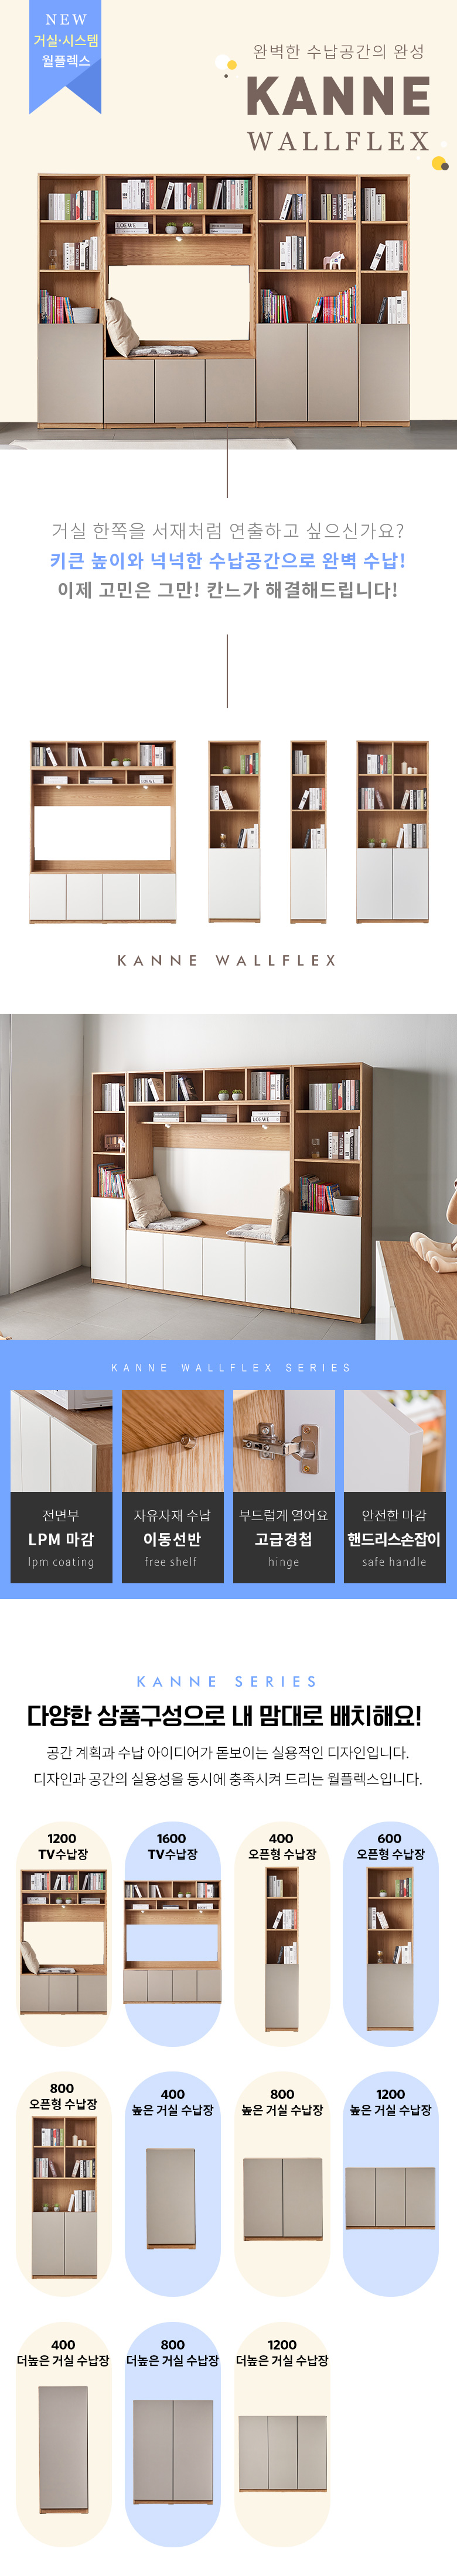 NEW
거실·시스템
월플렉스
완벽한 수납공간의 완성
KANNE
WALLFLEX
거실 한쪽을 서재처럼 연출하고 싶으신가요?
키큰 높이와 넉넉한 수납공간으로 완벽 수납!
이제 고민은 그만! 칸느가 해결해드립니다!
KANNE WALLFLEX
KANNE WALLFLEX SERIES
전면부
LPM 마감
lpm coating
자유자재 수납
이동선반
free shelf
부드럽게 열어요
고급경첩
hinge
안전한 마감
핸드리스손잡이
safe handle
KANNE SERIES
다양한 상품구성으로 내 맘대로 배치해요!
공간 계획과 수납 아이디어가 돋보이는 실용적인 디자인입니다.
디자인과 공간의 실용성을 동시에 충족시켜 드리는 월플렉스입니다.
1200
TV수납장
1600
TV수납장
400
오픈형 수납장
600
오픈형 수납장
800
오픈형 수납장
400
높은 거실 수납장
800
높은 거실 수납장
1200
높은 거실 수납장
400
더높은 거실 수납장
800
더높은 거실 수납장
1200
더높은 거실 수납장